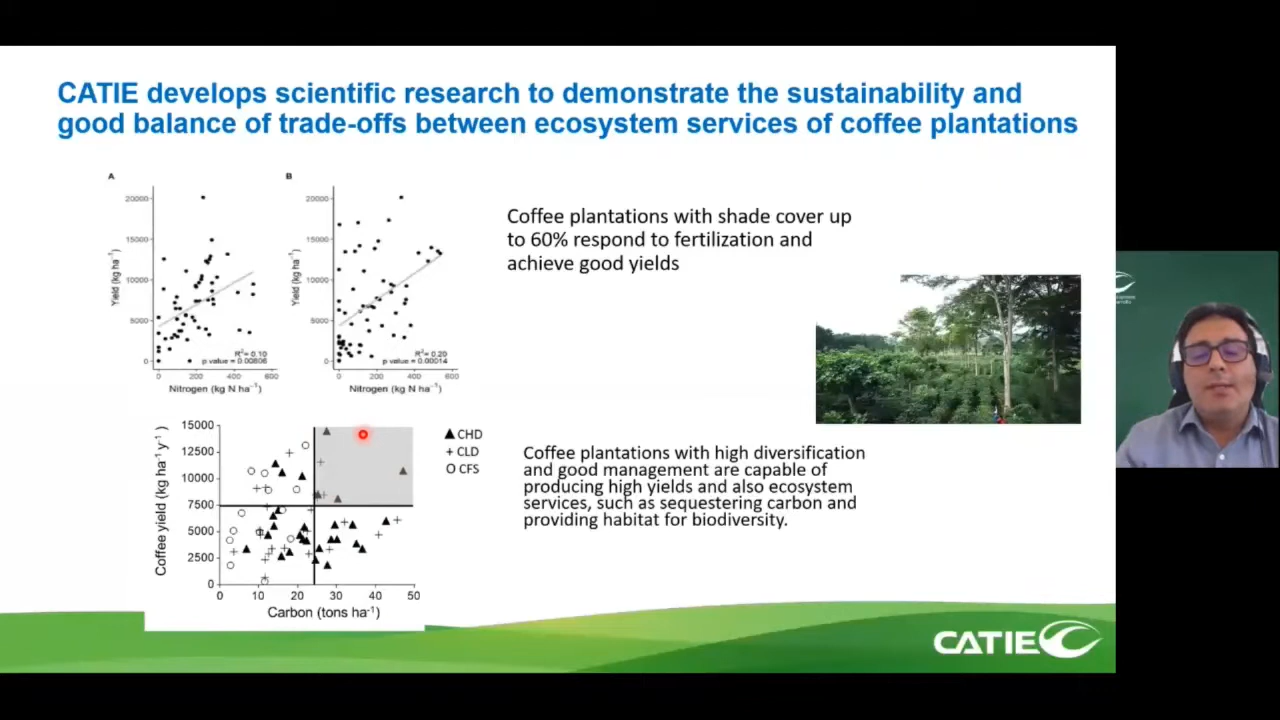 CATIE develops scientific research to demonstrate the sustainability and
good balance of trade-offs between ecosystem services of coffee plantations
A
B
20000
15000
10000
5000
0
Yield (kg ha⁻¹)
R²= 0.10
p value = 0.00806
0
200
400
600
Nitrogen (kg N ha⁻¹)
20000
15000
10000
5000
0
Yield (kg ha⁻¹)
R²= 0.20
p value = 0.00014
0
200
400
600
Nitrogen (kg N ha⁻¹)
Coffee plantations with shade cover up
to 60% respond to fertilization and
achieve good yields
15000
12500
10000
7500
5000
2500
0
Coffee yield (kg ha⁻¹ y⁻¹)
0
10
20
30
40
50
Carbon (tons ha⁻¹)
CHD
CLD
CFS
Coffee plantations with high diversification
and good management are capable of
producing high yields and also ecosystem
services, such as sequestering carbon and
providing habitat for biodiversity.
CATIE